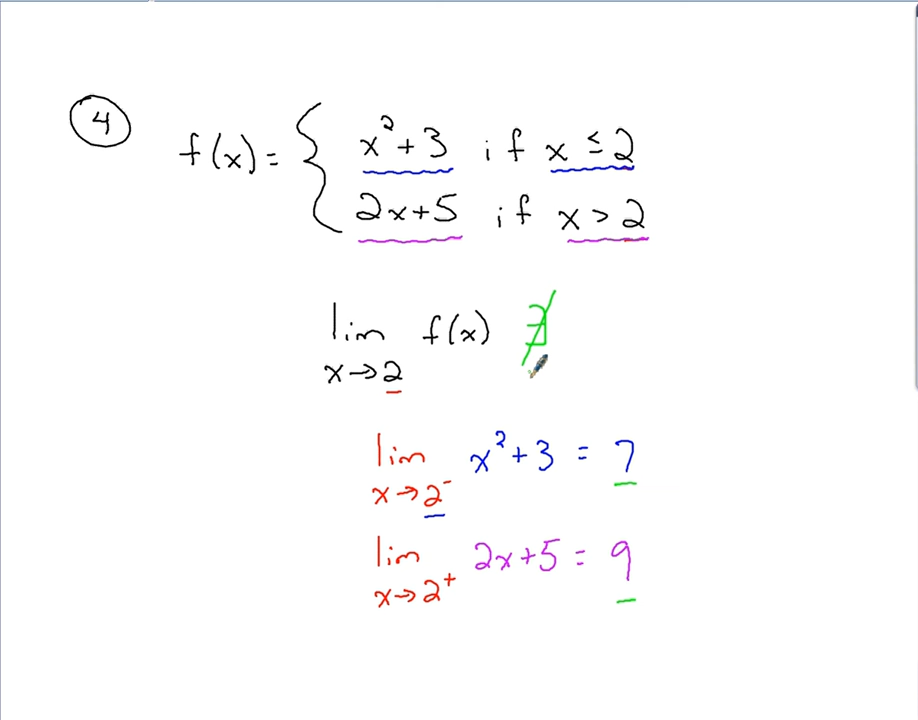 ④
f(x) = { x² + 3 if x ≤ 2
2x + 5 if x > 2
lim f(x) ∄
x→2
lim x² + 3 = 7
x→2⁻
lim 2x + 5 = 9
x→2⁺